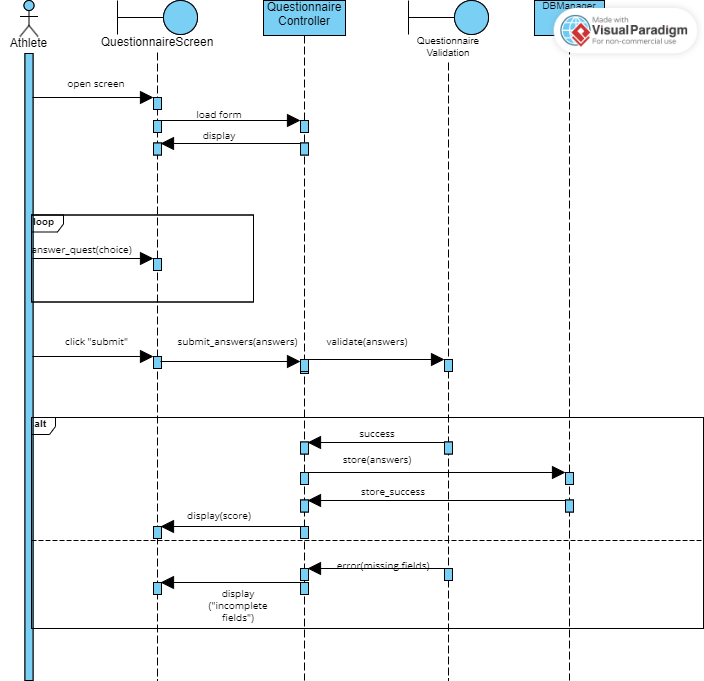 Athlete
QuestionnaireScreen
Questionnaire
Controller
Questionnaire
Validation
DBManager
Made with
VisualParadigm
For non-commercial use
open screen
load form
display
loop
answer_quest(choice)
click "submit"
submit_answers(answers)
validate(answers)
alt
success
store(answers)
store_success
display(score)
error(missing fields)
display
("incomplete
fields")